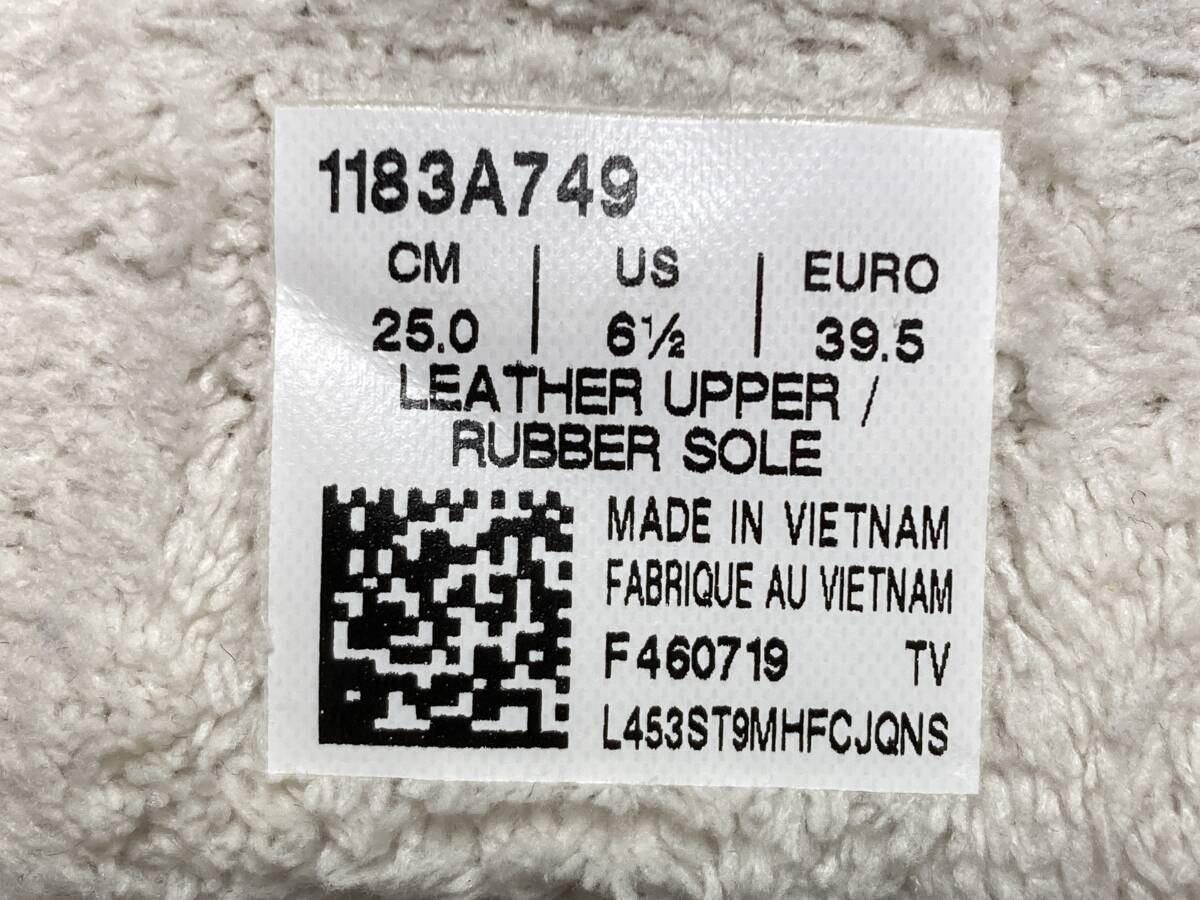 1183A749
CM | US | EURO
25.0 | 6½ | 39.5
LEATHER UPPER /
RUBBER SOLE
MADE IN VIETNAM
FABRIQUE AU VIETNAM
F460719 TV
L453ST9MHFCJQNS